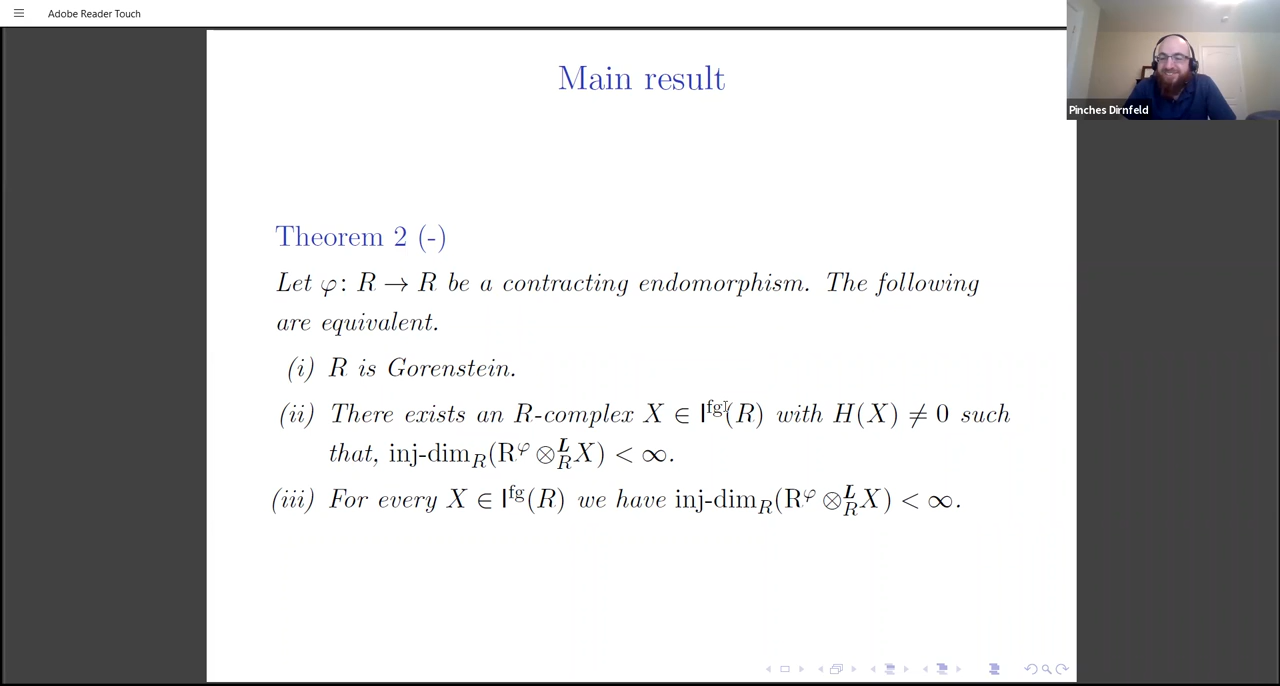 Adobe Reader Touch
Pinches Dirnfeld
Main result
Theorem 2 (-)
Let φ: R → R be a contracting endomorphism. The following
are equivalent.
(i) R is Gorenstein.
(ii) There exists an R-complex X ∈ I^fg(R) with H(X) ≠ 0 such
that, inj-dim_R(R^φ ⊗^L_R X) < ∞.
(iii) For every X ∈ I^fg(R) we have inj-dim_R(R^φ ⊗^L_R X) < ∞.